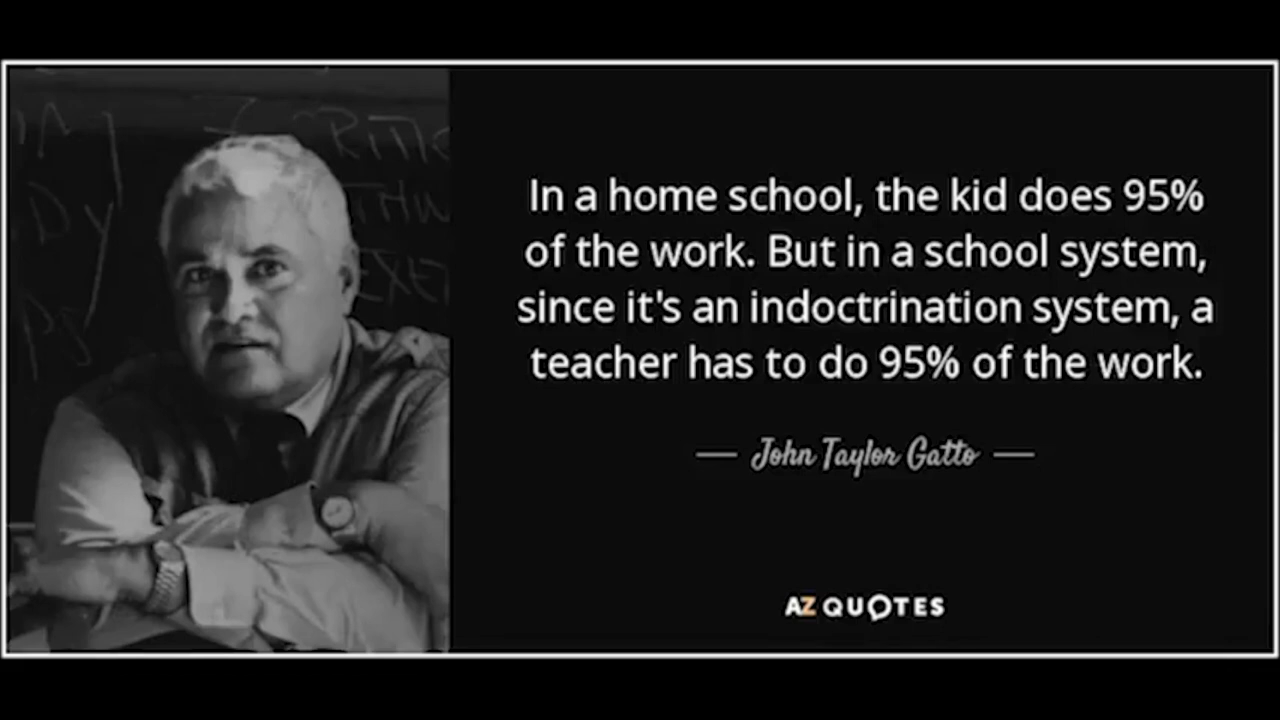 In a home school, the kid does 95%
of the work. But in a school system,
since it's an indoctrination system, a
teacher has to do 95% of the work.
John Taylor Gatto
AZ QUOTES